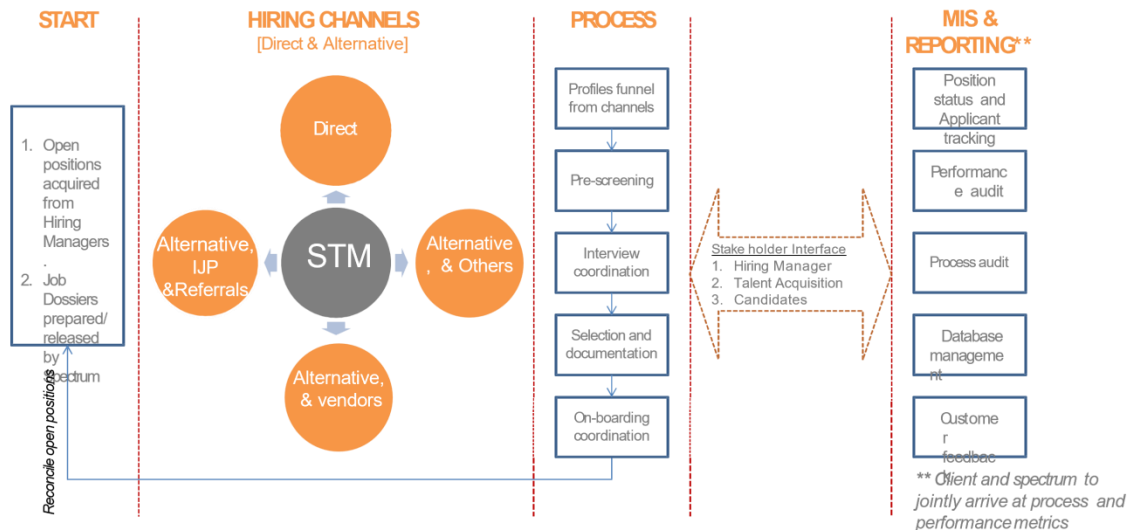 START
1. Open
positions
acquired
from
Hiring
Managers
.
2. Job
Dossiers
prepared/
released
by
Spectrum
Reconcile open positions
HIRING CHANNELS
[Direct & Alternative]
Direct
Alternative,
IJP
&Referrals
STM
Alternative
, & Others
Alternative,
& vendors
PROCESS
Profiles funnel
from channels
Pre-screening
Interview
coordination
Selection and
documentation
On-boarding
coordination
Stake holder Interface
1. Hiring Manager
2. Talent Acquisition
3. Candidates
MIS &
REPORTING**
Position
status and
Applicant
tracking
Performanc
e audit
Process audit
Database
manageme
nt
Custome
r
feedbac
k
** Client and spectrum to
jointly arrive at process and
performance metrics